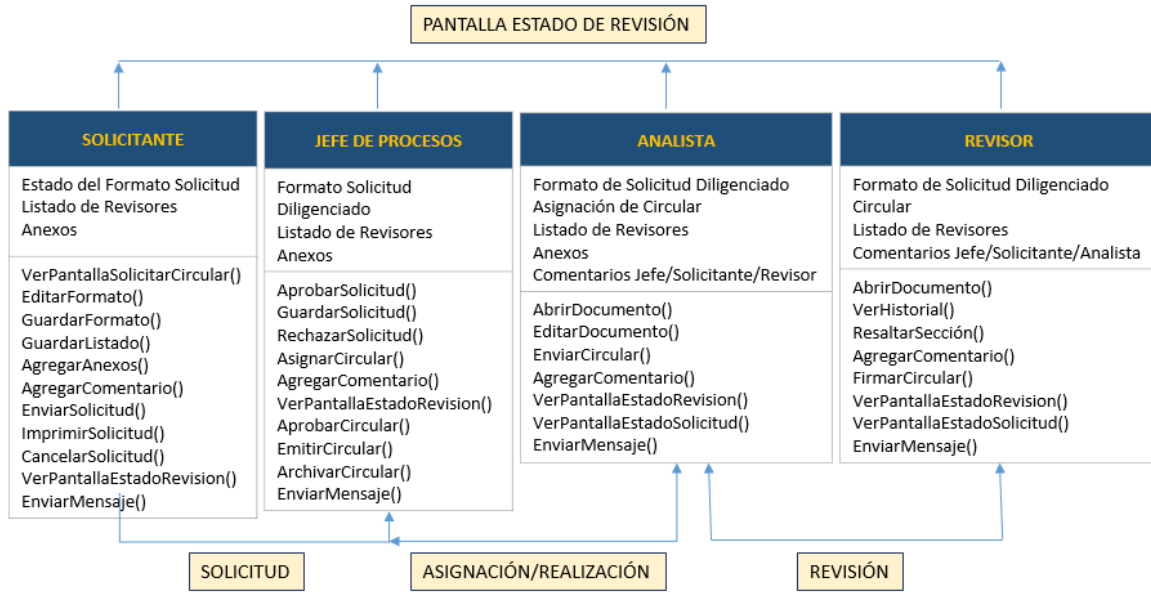 PANTALLA ESTADO DE REVISIÓN
SOLICITANTE
Estado del Formato Solicitud
Listado de Revisores
Anexos
VerPantallaSolicitarCircular()
EditarFormato()
GuardarFormato()
GuardarListado()
AgregarAnexos()
AgregarComentario()
EnviarSolicitud()
ImprimirSolicitud()
CancelarSolicitud()
VerPantallaEstadoRevision()
EnviarMensaje()
JEFE DE PROCESOS
Formato Solicitud
Diligenciado
Listado de Revisores
Anexos
AprobarSolicitud()
GuardarSolicitud()
RechazarSolicitud()
AsignarCircular()
AgregarComentario()
VerPantallaEstadoRevision()
AprobarCircular()
EmitirCircular()
ArchivarCircular()
EnviarMensaje()
ANALISTA
Formato de Solicitud Diligenciado
Asignación de Circular
Listado de Revisores
Anexos
Comentarios Jefe/Solicitante/Revisor
AbrirDocumento()
EditarDocumento()
EnviarCircular()
AgregarComentario()
VerPantallaEstadoRevision()
VerPantallaEstadoSolicitud()
EnviarMensaje()
REVISOR
Formato de Solicitud Diligenciado
Circular
Listado de Revisores
Comentarios Jefe/Solicitante/Analista
AbrirDocumento()
VerHistorial()
ResaltarSección()
AgregarComentario()
FirmarCircular()
VerPantallaEstadoRevision()
VerPantallaEstadoSolicitud()
EnviarMensaje()
SOLICITUD
ASIGNACIÓN/REALIZACIÓN
REVISIÓN